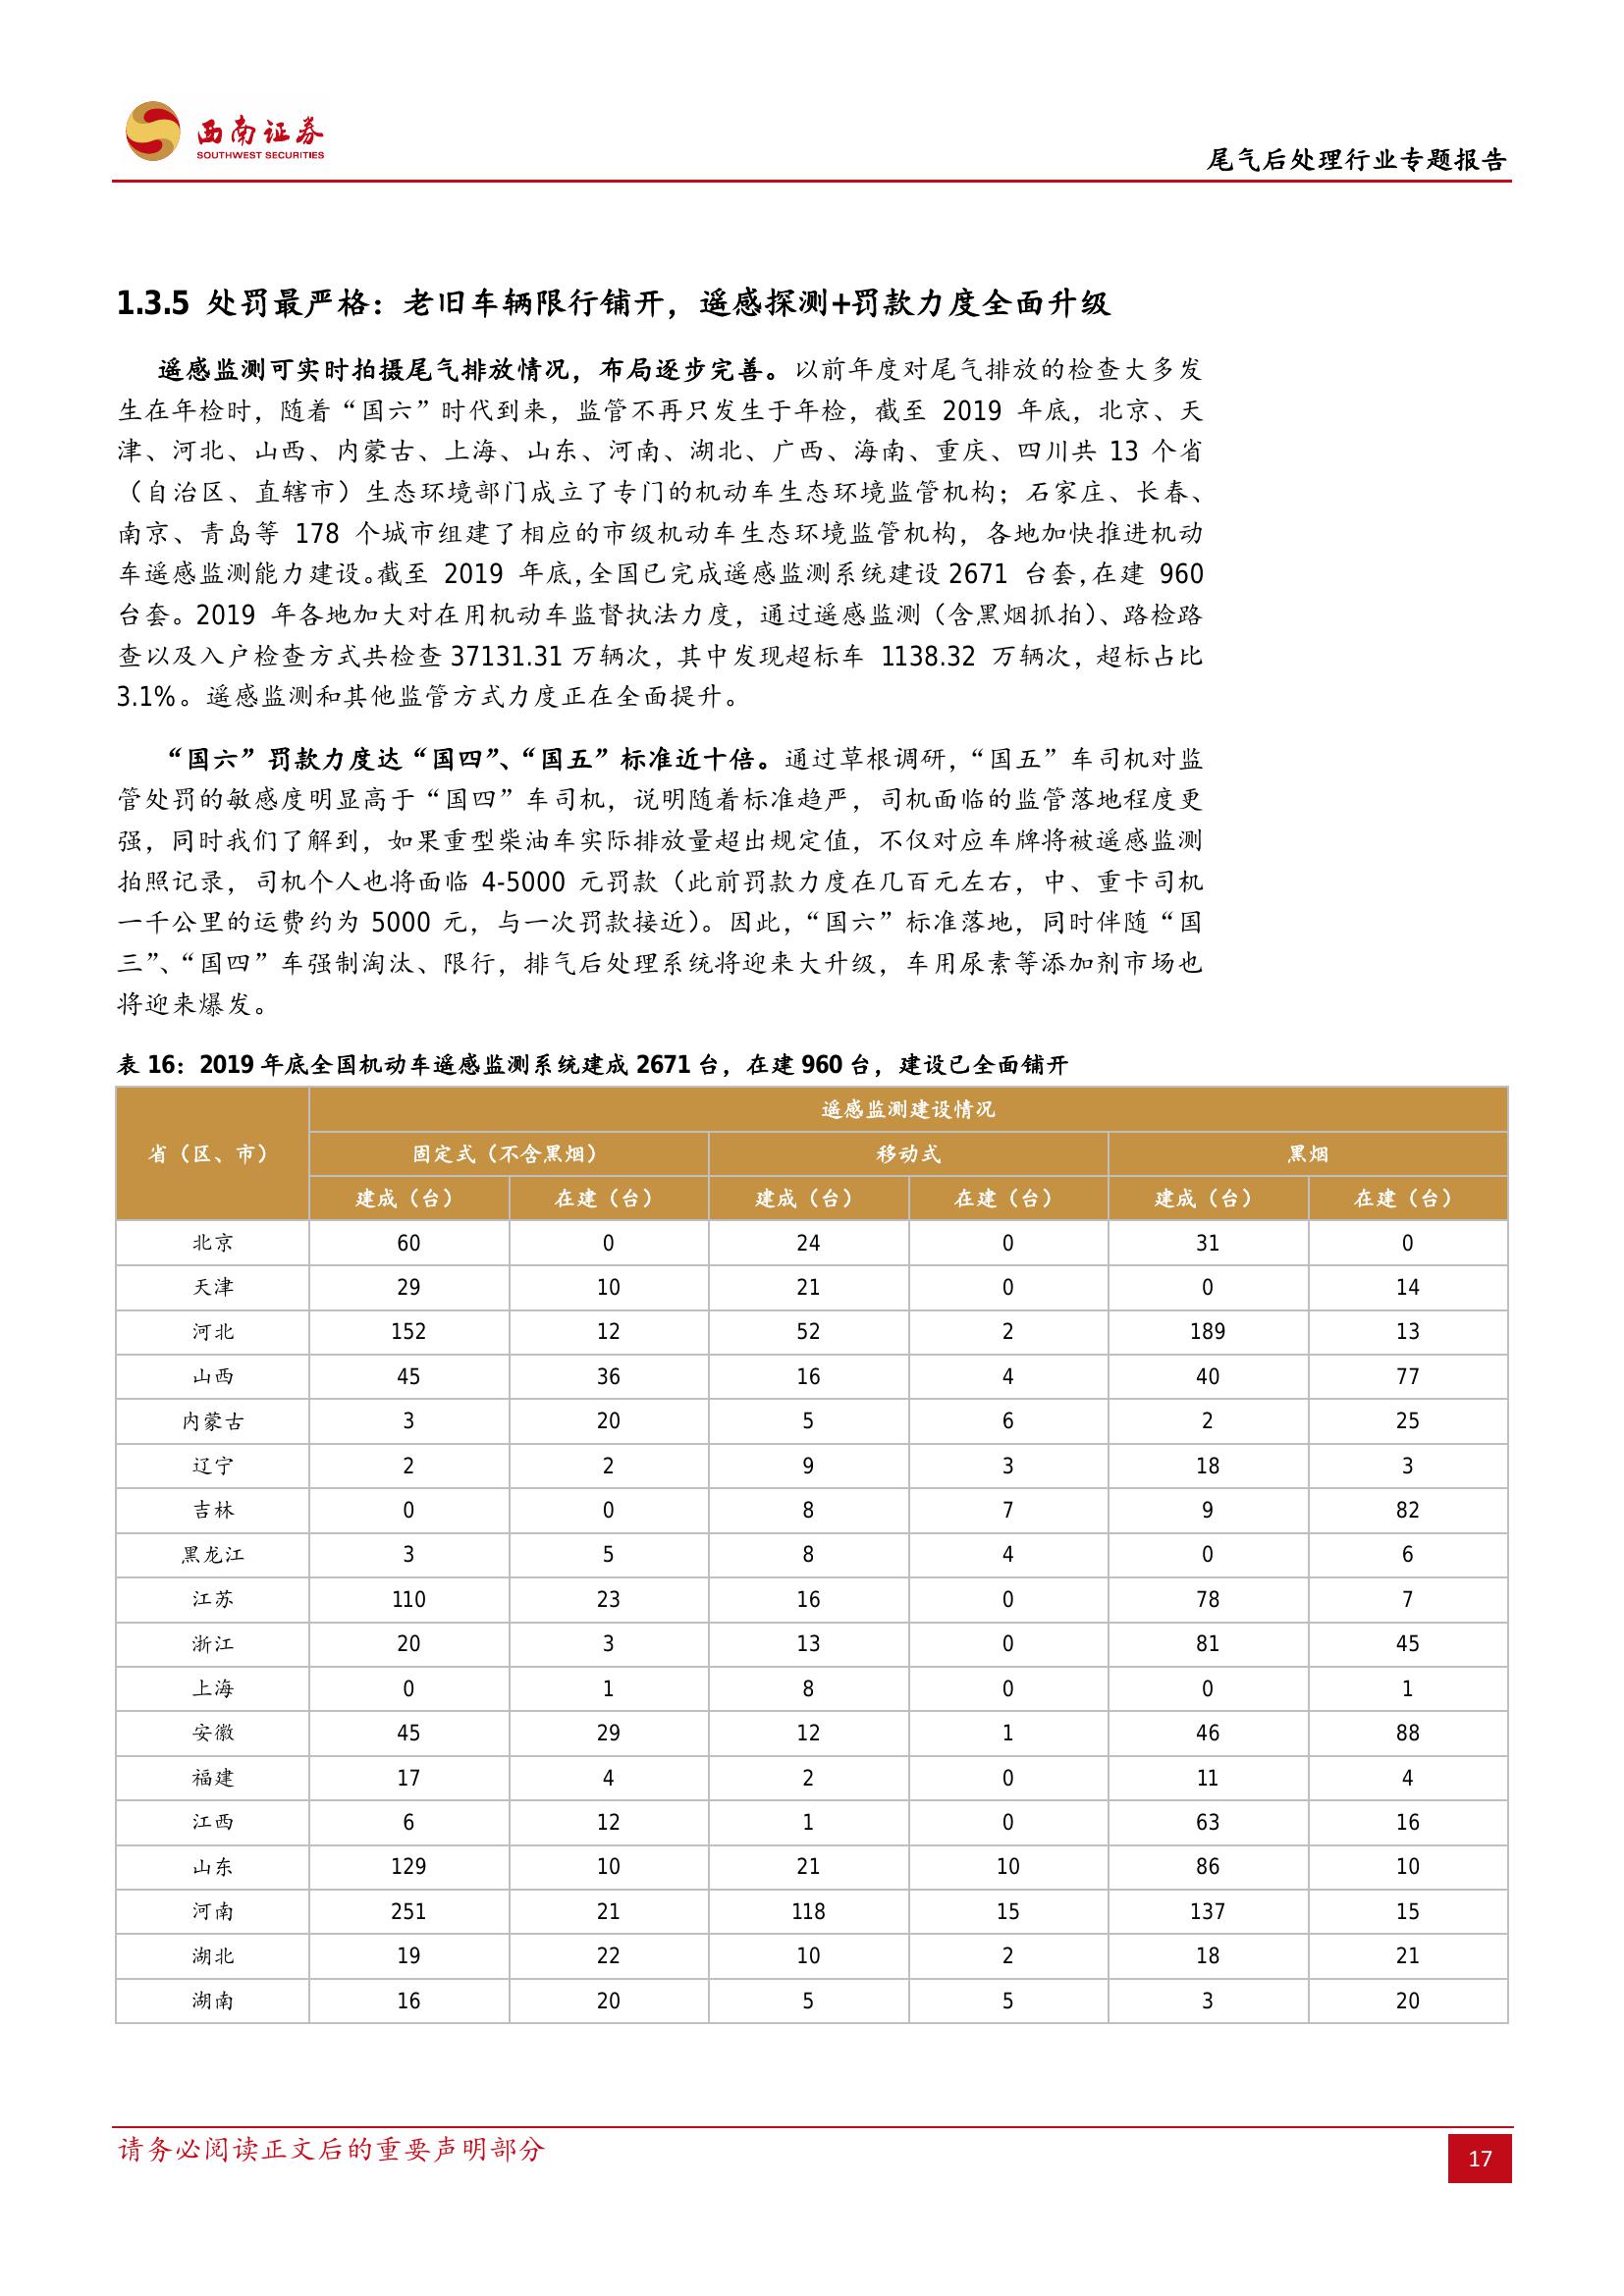 西南证券
SOUTHWEST SECURITIES
尾气后处理行业专题报告
1.3.5 处罚最严格：老旧车辆限行铺开，遥感探测+罚款力度全面升级
遥感监测可实时拍摄尾气排放情况，布局逐步完善。以前年度对尾气排放的检查大多发
生在年检时，随着“国六”时代到来，监管不再只发生于年检，截至 2019 年底，北京、天
津、河北、山西、内蒙古、上海、山东、河南、湖北、广西、海南、重庆、四川共 13 个省
（自治区、直辖市）生态环境部门成立了专门的机动车生态环境监管机构；石家庄、长春、
南京、青岛等 178 个城市组建了相应的市级机动车生态环境监管机构，各地加快推进机动
车遥感监测能力建设。截至 2019 年底，全国已完成遥感监测系统建设 2671 台套，在建 960
台套。2019 年各地加大对在用机动车监督执法力度，通过遥感监测（含黑烟抓拍）、路检路
查以及入户检查方式共检查 37131.31 万辆次，其中发现超标车 1138.32 万辆次，超标占比
3.1%。遥感监测和其他监管方式力度正在全面提升。
“国六”罚款力度达“国四”、“国五”标准近十倍。通过草根调研，“国五”车司机对监
管处罚的敏感度明显高于“国四”车司机，说明随着标准趋严，司机面临的监管落地程度更
强，同时我们了解到，如果重型柴油车实际排放量超出规定值，不仅对应车牌将被遥感监测
拍照记录，司机个人也将面临 4-5000 元罚款（此前罚款力度在几百元左右，中、重卡司机
一千公里的运费约为 5000 元，与一次罚款接近）。因此，“国六”标准落地，同时伴随“国
三”、“国四”车强制淘汰、限行，排气后处理系统将迎来大升级，车用尿素等添加剂市场也
将迎来爆发。
表 16：2019 年底全国机动车遥感监测系统建成 2671 台，在建 960 台，建设已全面铺开
省（区、市） 遥感监测建设情况
固定式（不含黑烟） 移动式 黑烟
建成（台） 在建（台） 建成（台） 在建（台） 建成（台） 在建（台）
北京 60 0 24 0 31 0
天津 29 10 21 0 0 14
河北 152 12 52 2 189 13
山西 45 36 16 4 40 77
内蒙古 3 20 5 6 2 25
辽宁 2 2 9 3 18 3
吉林 0 0 8 7 9 82
黑龙江 3 5 8 4 0 6
江苏 110 23 16 0 78 7
浙江 20 3 13 0 81 45
上海 0 1 8 0 0 1
安徽 45 29 12 1 46 88
福建 17 4 2 0 11 4
江西 6 12 1 0 63 16
山东 129 10 21 10 86 10
河南 251 21 118 15 137 15
湖北 19 22 10 2 18 21
湖南 16 20 5 5 3 20
请务必阅读正文后的重要声明部分
17